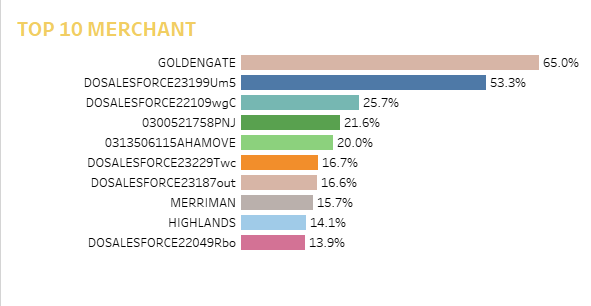 TOP 10 MERCHANT
GOLDENGATE 65.0%
DOSALESFORCE23199Um5 53.3%
DOSALESFORCE22109wgC 25.7%
0300521758PNJ 21.6%
0313506115AHAMOVE 20.0%
DOSALESFORCE23229Twc 16.7%
DOSALESFORCE23187out 16.6%
MERRIMAN 15.7%
HIGHLANDS 14.1%
DOSALESFORCE22049Rbo 13.9%